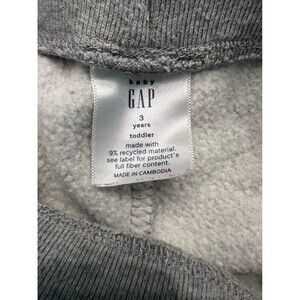 baby
GAP
3
years
toddler
made with
9% recycled material.
see label for product's
full fiber content.
MADE IN CAMBODIA